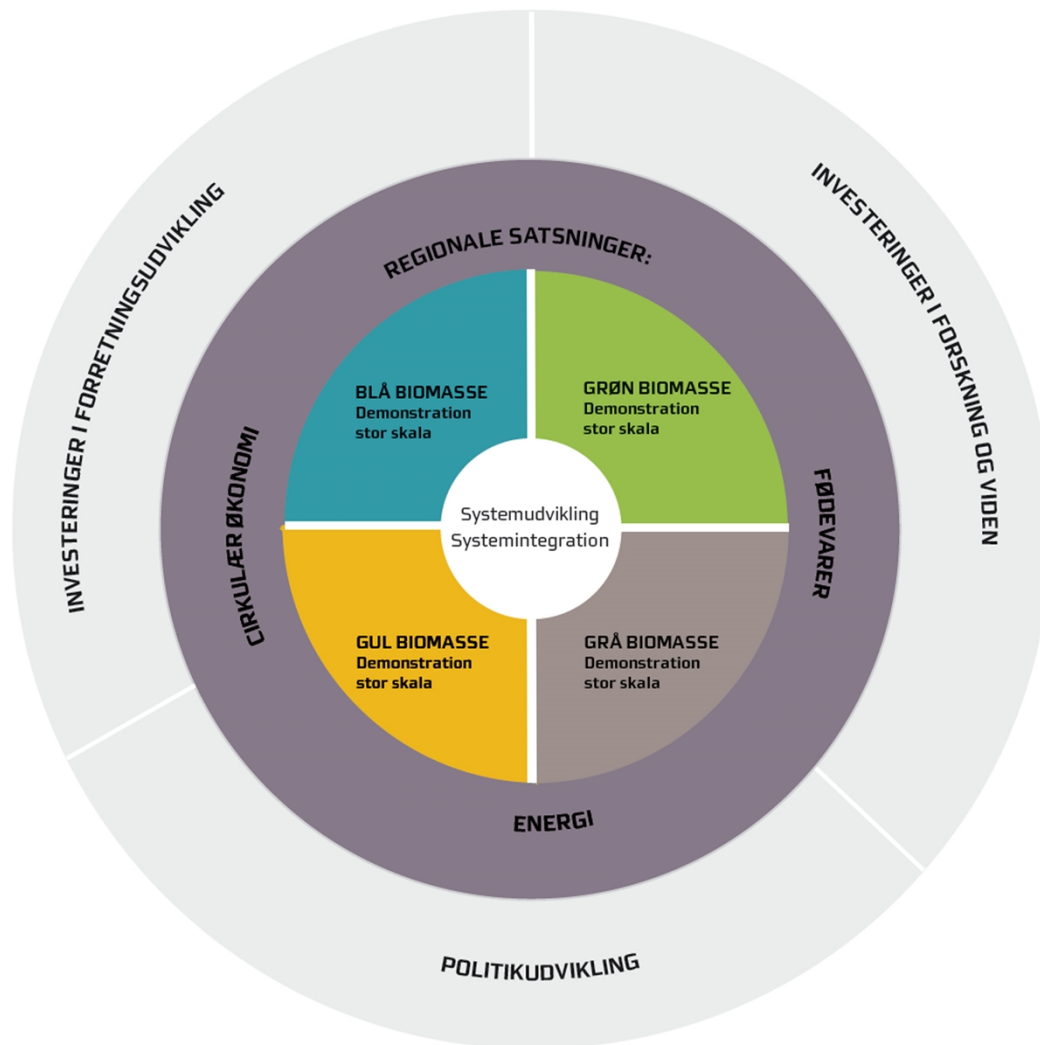 INVESTERINGER I FORRETNINGSUDVIKLING
INVESTERINGER I FORSKNING OG VIDEN
POLITIKUDVIKLING
REGIONALE SATSNINGER:
CIRKULÆR ØKONOMI
FØDEVARER
ENERGI
BLÅ BIOMASSE
Demonstration
stor skala
GRØN BIOMASSE
Demonstration
stor skala
Systemudvikling
Systemintegration
GUL BIOMASSE
Demonstration
stor skala
GRÅ BIOMASSE
Demonstration
stor skala